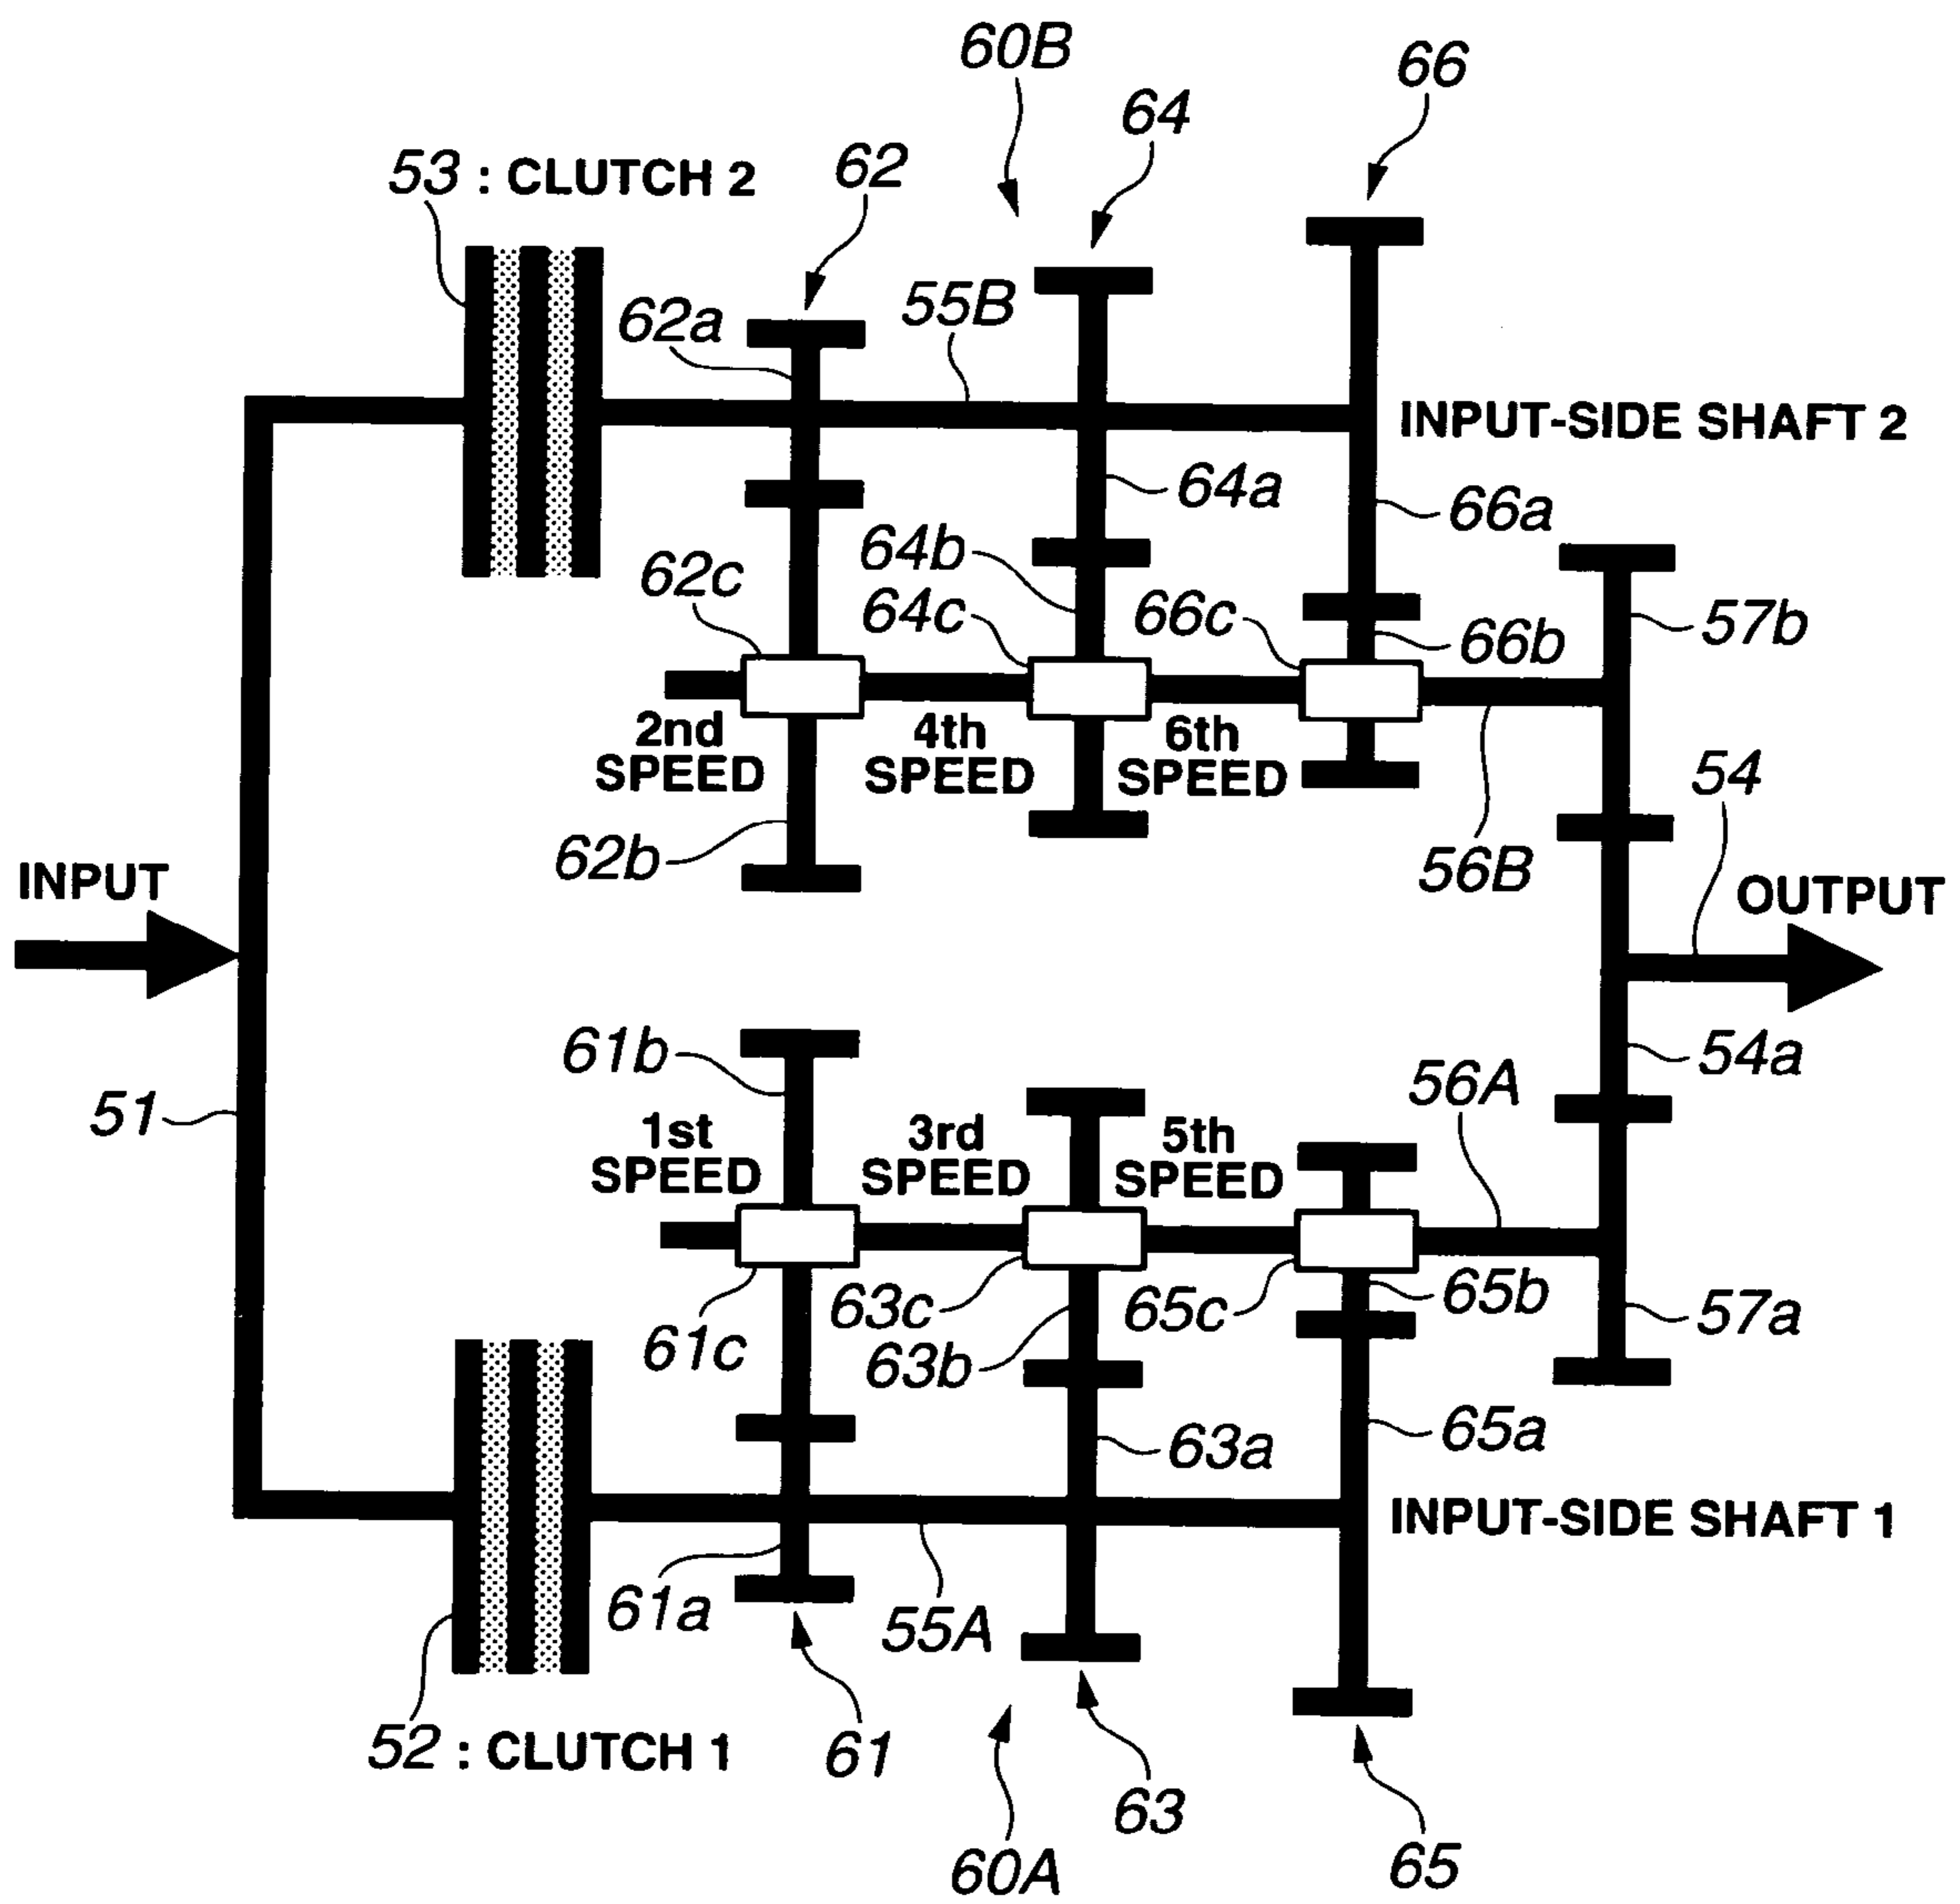 60B
66
64
53 : CLUTCH 2
62
62a
55B
INPUT-SIDE SHAFT 2
64a
66a
64b
62c
64c
66c
57b
66b
2nd
SPEED
4th
SPEED
6th
SPEED
54
62b
56B
INPUT
OUTPUT
61b
54a
56A
51
1st
SPEED
3rd
SPEED
5th
SPEED
63c
65c
65b
57a
61c
63b
65a
63a
INPUT-SIDE SHAFT 1
61a
55A
52 : CLUTCH 1
61
63
60A
65